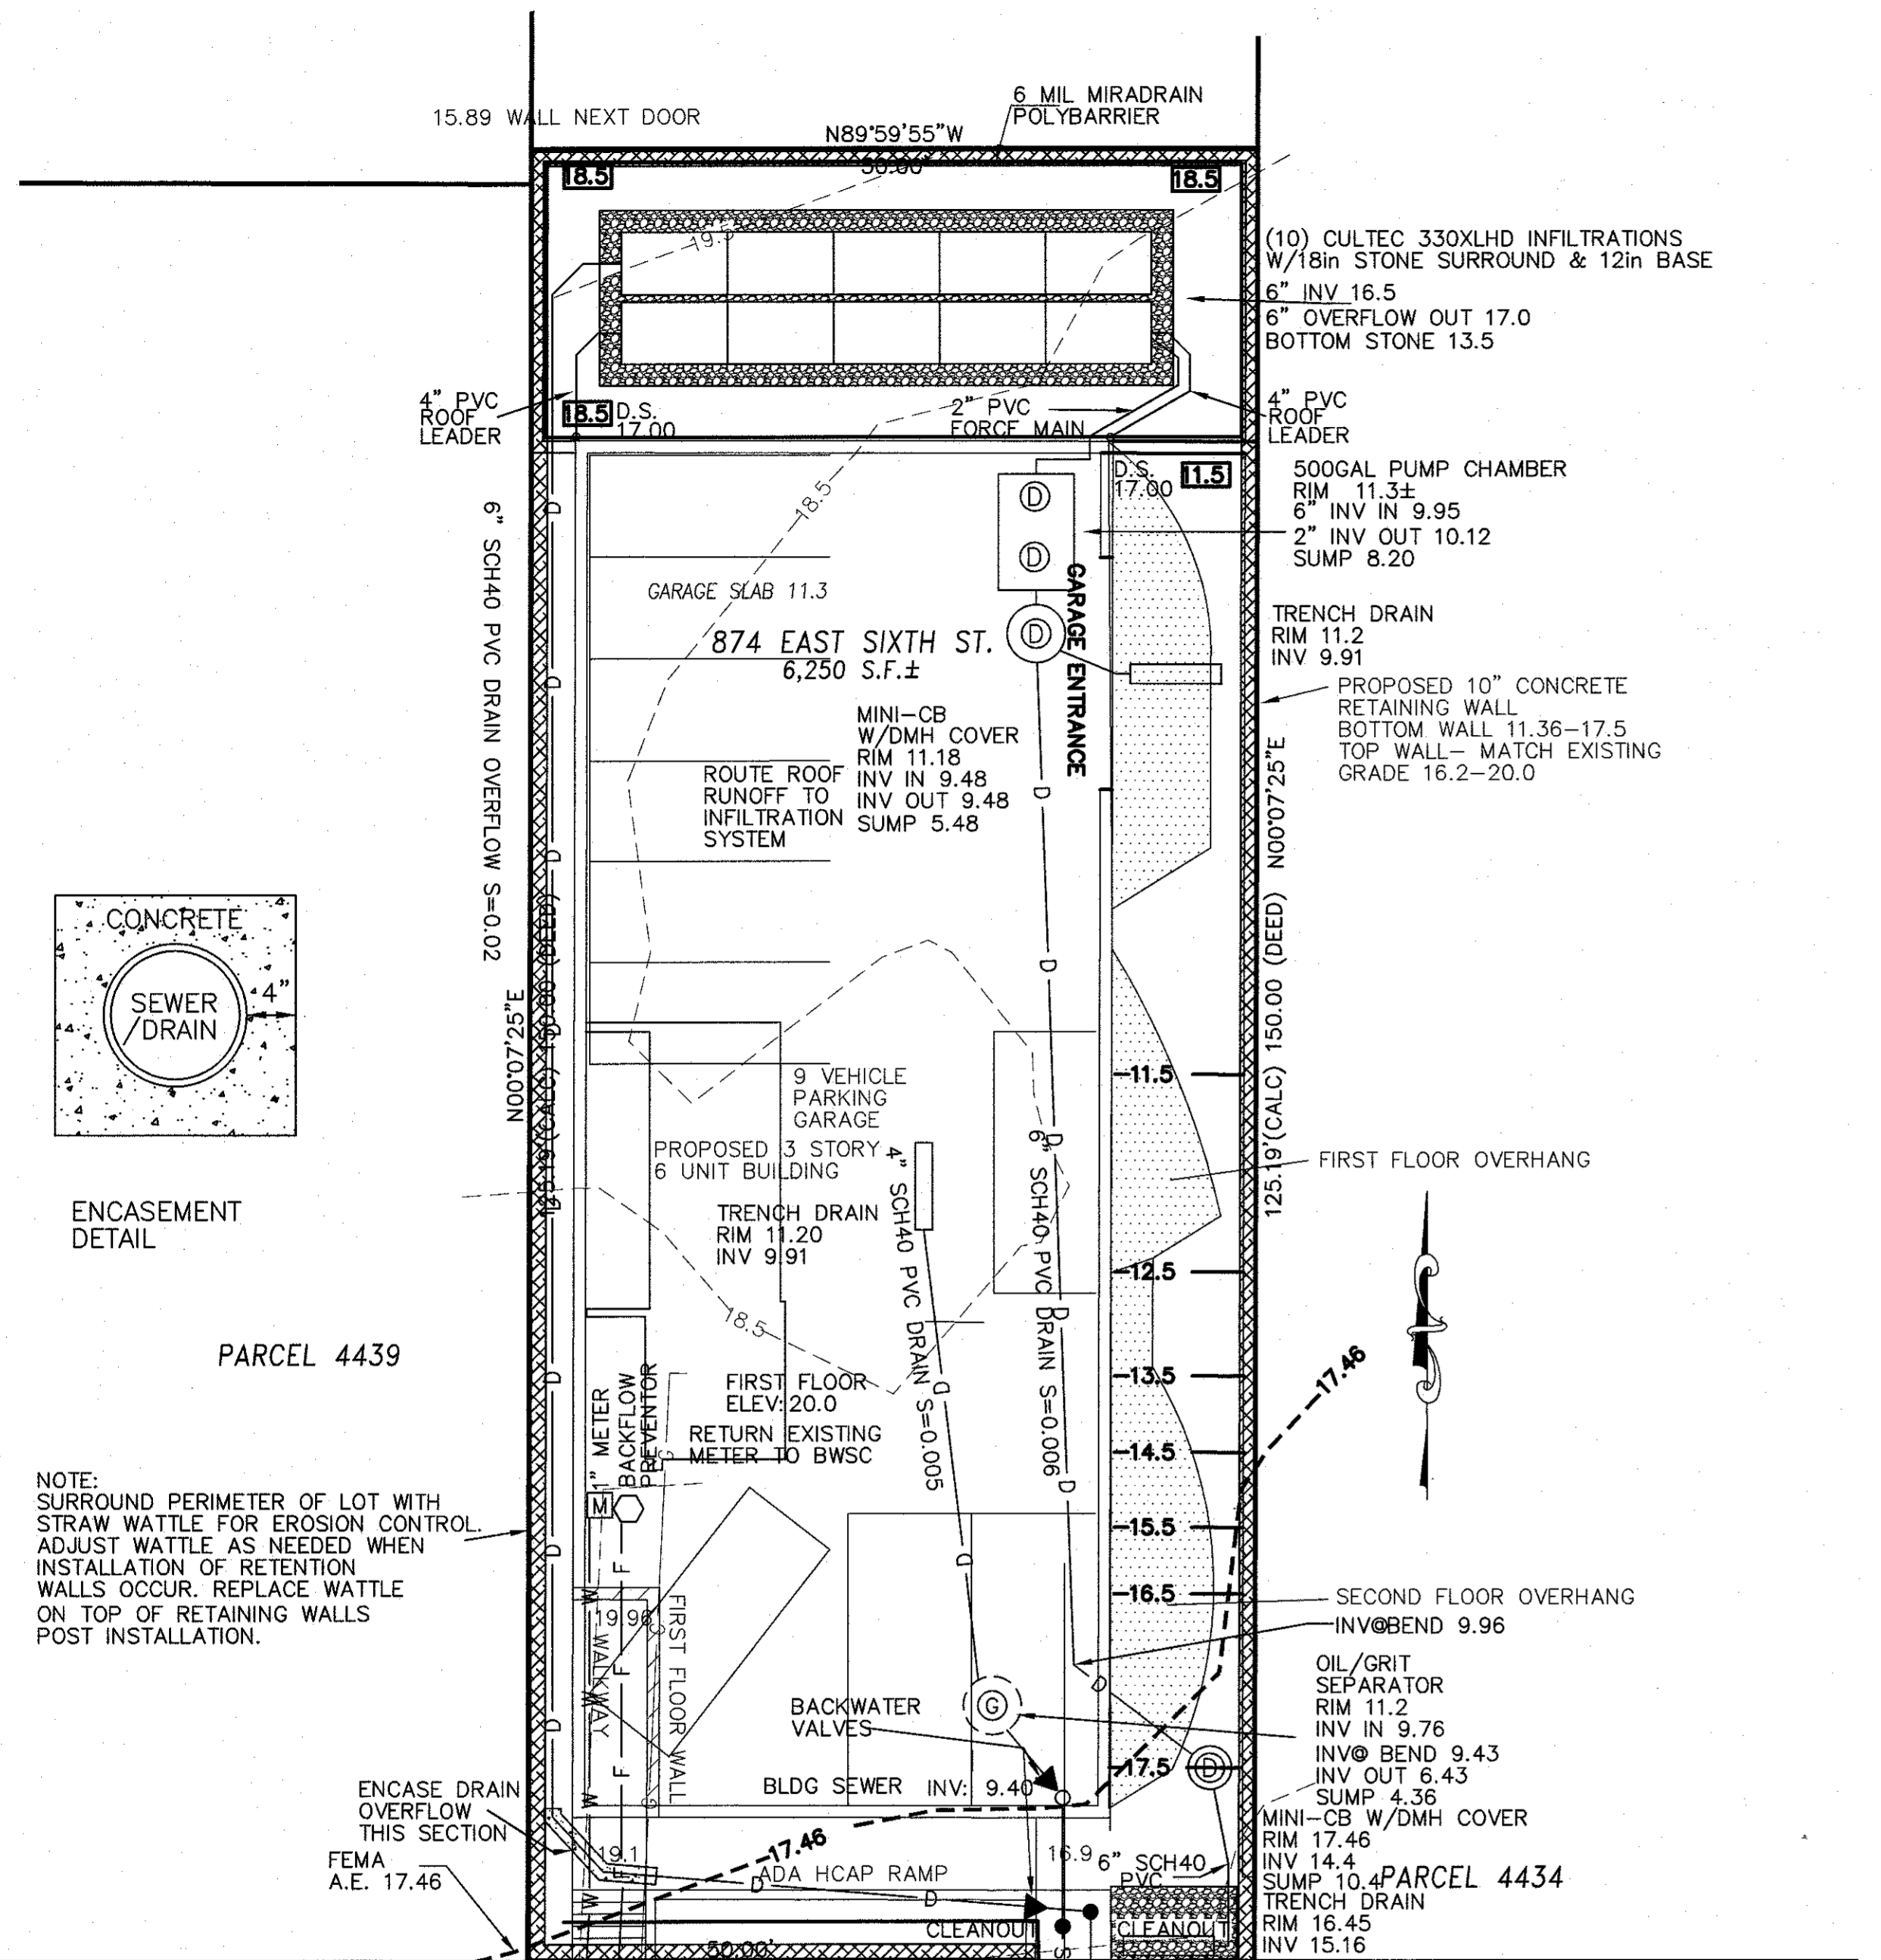 15.89 WALL NEXT DOOR
6 MIL MIRADRAIN
POLYBARRIER
N89°59'55"W
50.00'
18.5
18.5
19.5
(10) CULTEC 330XLHD INFILTRATIONS
W/18in STONE SURROUND & 12in BASE
6" INV 16.5
6" OVERFLOW OUT 17.0
BOTTOM STONE 13.5
4" PVC
ROOF
LEADER
18.5
D.S.
17.00
2" PVC
FORCE MAIN
4" PVC
ROOF
LEADER
D.S.
17.00
11.5
500GAL PUMP CHAMBER
RIM 11.3±
6" INV IN 9.95
2" INV OUT 10.12
SUMP 8.20
D
D
D
18.5
GARAGE SLAB 11.3
GARAGE ENTRANCE
874 EAST SIXTH ST.
6,250 S.F.±
TRENCH DRAIN
RIM 11.2
INV 9.91
PROPOSED 10" CONCRETE
RETAINING WALL
BOTTOM WALL 11.36-17.5
TOP WALL- MATCH EXISTING
GRADE 16.2-20.0
MINI-CB
W/DMH COVER
RIM 11.18
INV IN 9.48
INV OUT 9.48
SUMP 5.48
ROUTE ROOF
RUNOFF TO
INFILTRATION
SYSTEM
6" SCH40 PVC DRAIN OVERFLOW S=0.02
N00°07'25"E
125.19'(CALC) 150.00 (DEED)
N00°07'25"E
125.19'(CALC) 150.00 (DEED)
CONCRETE
SEWER
/DRAIN
4"
ENCASEMENT
DETAIL
9 VEHICLE
PARKING
GARAGE
PROPOSED 3 STORY
6 UNIT BUILDING
TRENCH DRAIN
RIM 11.20
INV 9.91
4" SCH40 PVC DRAIN S=0.005
6" SCH40 PVC DRAIN S=0.006
11.5
FIRST FLOOR OVERHANG
12.5
18.5
13.5
14.5
15.5
16.5
17.5
17.46
PARCEL 4439
FIRST FLOOR
ELEV: 20.0
RETURN EXISTING
METER TO BWSC
1" METER
BACKFLOW
PREVENTOR
M
NOTE:
SURROUND PERIMETER OF LOT WITH
STRAW WATTLE FOR EROSION CONTROL.
ADJUST WATTLE AS NEEDED WHEN
INSTALLATION OF RETENTION
WALLS OCCUR. REPLACE WATTLE
ON TOP OF RETAINING WALLS
POST INSTALLATION.
19.96
WALKWAY
FIRST FLOOR WALL
SECOND FLOOR OVERHANG
INV@BEND 9.96
OIL/GRIT
SEPARATOR
RIM 11.2
INV IN 9.76
INV@ BEND 9.43
INV OUT 6.43
SUMP 4.36
G
D
BACKWATER
VALVES
BLDG SEWER INV: 9.40
ENCASE DRAIN
OVERFLOW
THIS SECTION
FEMA
A.E. 17.46
19.1
17.46
ADA HCAP RAMP
16.9
6" SCH40
PVC
MINI-CB W/DMH COVER
RIM 17.46
INV 14.4
SUMP 10.4
PARCEL 4434
TRENCH DRAIN
RIM 16.45
INV 15.16
CLEANOUT
CLEANOUT
50.00'